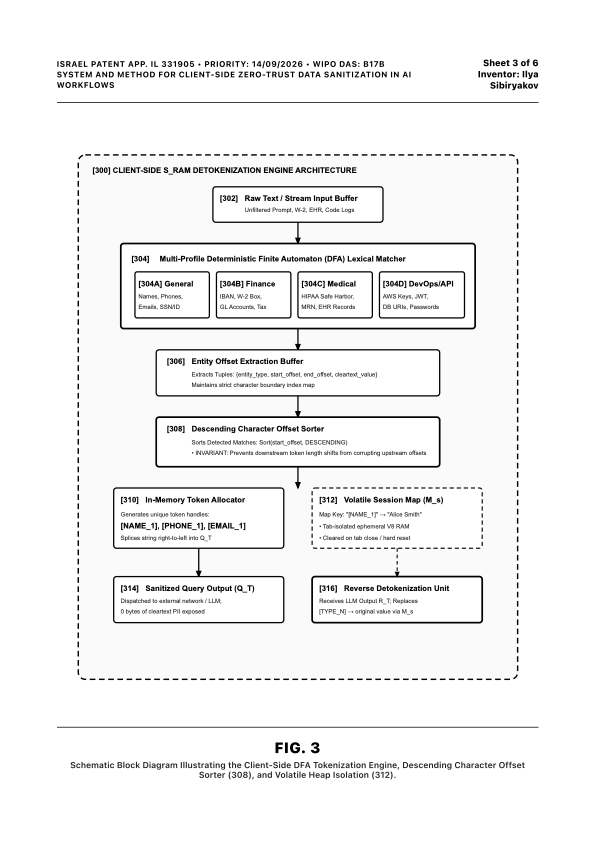 ISRAEL PATENT APP. IL 331905 • PRIORITY: 14/09/2026 • WIPO DAS: B17B
SYSTEM AND METHOD FOR CLIENT-SIDE ZERO-TRUST DATA SANITIZATION IN AI
WORKFLOWS
Sheet 3 of 6
Inventor: Ilya
Sibiryakov
[300] CLIENT-SIDE S_RAM DETOKENIZATION ENGINE ARCHITECTURE
[302] Raw Text / Stream Input Buffer
Unfiltered Prompt, W-2, EHR, Code Logs
[304] Multi-Profile Deterministic Finite Automaton (DFA) Lexical Matcher
[304A] General
Names, Phones,
Emails, SSN/ID
[304B] Finance
IBAN, W-2 Box,
GL Accounts, Tax
[304C] Medical
HIPAA Safe Harbor,
MRN, EHR Records
[304D] DevOps/API
AWS Keys, JWT,
DB URIs, Passwords
[306] Entity Offset Extraction Buffer
Extracts Tuples: {entity_type, start_offset, end_offset, cleartext_value}
Maintains strict character boundary index map
[308] Descending Character Offset Sorter
Sorts Detected Matches: Sort(start_offset, DESCENDING)
• INVARIANT: Prevents downstream token length shifts from corrupting upstream offsets
[310] In-Memory Token Allocator
Generates unique token handles:
[NAME_1], [PHONE_1], [EMAIL_1]
Splices string right-to-left into Q_T
[312] Volatile Session Map (M_s)
Map Key: "[NAME_1]" → "Alice Smith"
• Tab-isolated ephemeral V8 RAM
• Cleared on tab close / hard reset
[314] Sanitized Query Output (Q_T)
Dispatched to external network / LLM;
0 bytes of cleartext PII exposed
[316] Reverse Detokenization Unit
Receives LLM Output R_T; Replaces
[TYPE_N] → original value via M_s
FIG. 3
Schematic Block Diagram Illustrating the Client-Side DFA Tokenization Engine, Descending Character Offset
Sorter (308), and Volatile Heap Isolation (312).